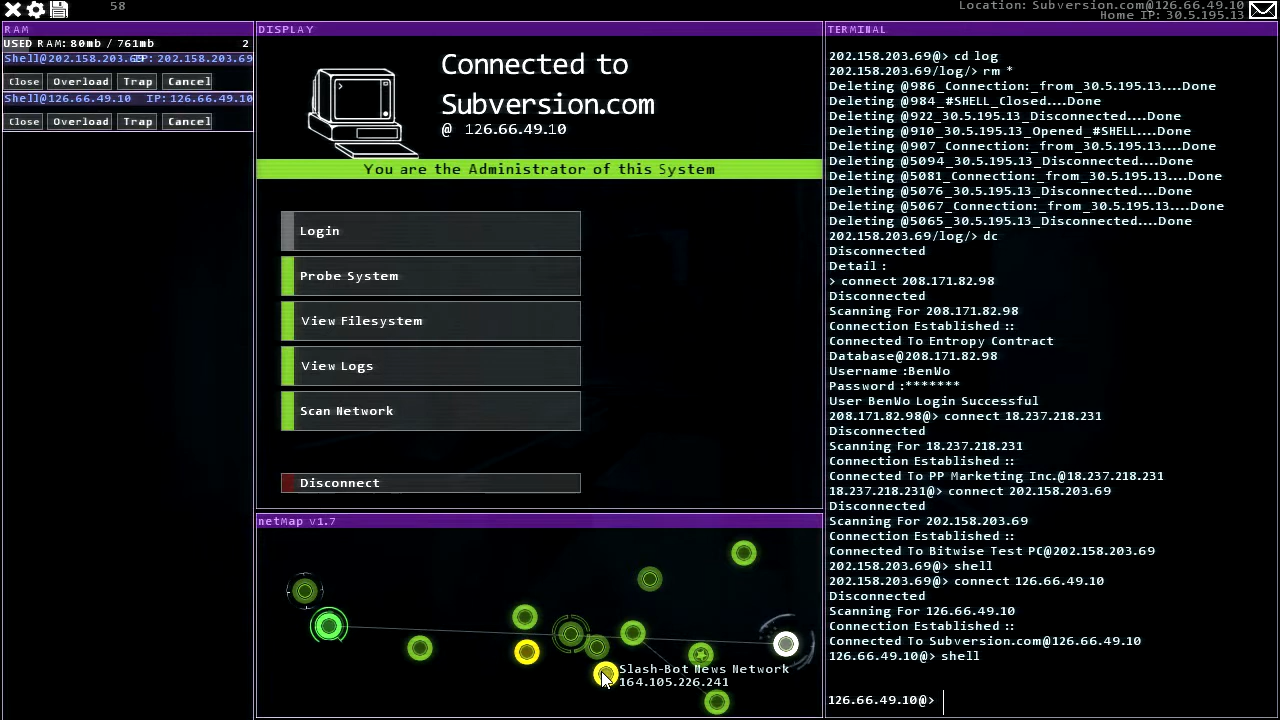 58
Location: Subversion.com@126.66.49.10
Home IP: 30.5.195.13
RAM
USED RAM: 80mb / 761mb 2
Shell@202.158.203.69 IP: 202.158.203.69
Close Overload Trap Cancel
Shell@126.66.49.10 IP: 126.66.49.10
Close Overload Trap Cancel
DISPLAY
Connected to
Subversion.com
@ 126.66.49.10
You are the Administrator of this System
Login
Probe System
View Filesystem
View Logs
Scan Network
Disconnect
netMap v1.7
Slash-Bot News Network
164.105.226.241
TERMINAL
202.158.203.69@> cd log
202.158.203.69/log/> rm *
Deleting @986_Connection:_from_30.5.195.13....Done
Deleting @984_#SHELL_Closed....Done
Deleting @922_30.5.195.13_Disconnected....Done
Deleting @910_30.5.195.13_Opened_#SHELL....Done
Deleting @907_Connection:_from_30.5.195.13....Done
Deleting @5094_30.5.195.13_Disconnected....Done
Deleting @5081_Connection:_from_30.5.195.13....Done
Deleting @5076_30.5.195.13_Disconnected....Done
Deleting @5067_Connection:_from_30.5.195.13....Done
Deleting @5065_30.5.195.13_Disconnected....Done
202.158.203.69/log/> dc
Disconnected
Detail :
> connect 208.171.82.98
Disconnected
Scanning For 208.171.82.98
Connection Established ::
Connected To Entropy Contract
Database@208.171.82.98
Username :BenWo
Password :*******
User BenWo Login Successful
208.171.82.98@> connect 18.237.218.231
Disconnected
Scanning For 18.237.218.231
Connection Established ::
Connected To PP Marketing Inc.@18.237.218.231
18.237.218.231@> connect 202.158.203.69
Disconnected
Scanning For 202.158.203.69
Connection Established ::
Connected To Bitwise Test PC@202.158.203.69
202.158.203.69@> shell
202.158.203.69@> connect 126.66.49.10
Disconnected
Scanning For 126.66.49.10
Connection Established ::
Connected To Subversion.com@126.66.49.10
126.66.49.10@> shell
126.66.49.10@>